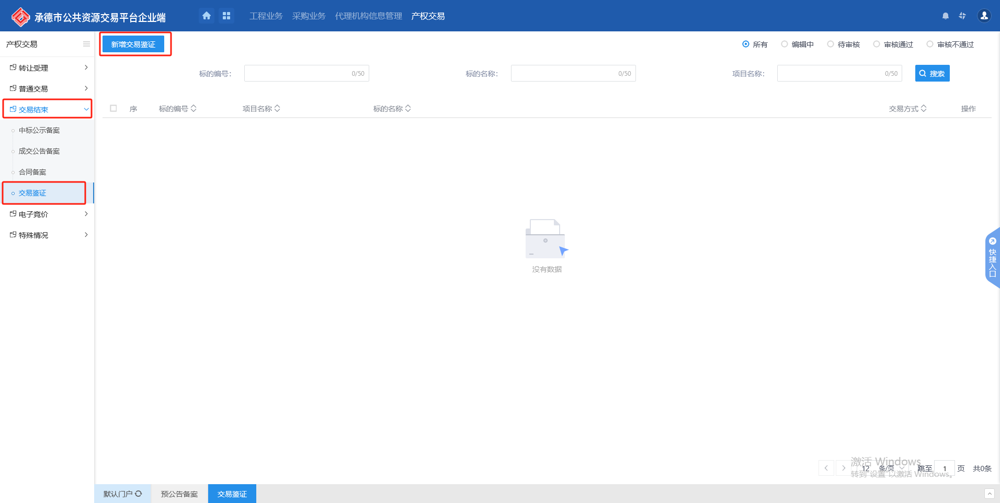 承德市公共资源交易平台企业端
工程业务 采购业务 代理机构信息管理 产权交易
产权交易
转让受理
普通交易
交易结束
中标公示备案
成交公告备案
合同备案
交易鉴证
电子竞价
特殊情况
新增交易鉴证
所有 编辑中 待审核 审核通过 审核不通过
标的编号： 0/50 标的名称： 0/50 项目名称： 0/50 搜索
序 标的编号 项目名称 标的名称 交易方式 操作
没有数据
快捷入口
12 条/页 跳至 1 页 共0条
激活 Windows
转到"设置"以激活 Windows。
默认门户 预公告备案 交易鉴证